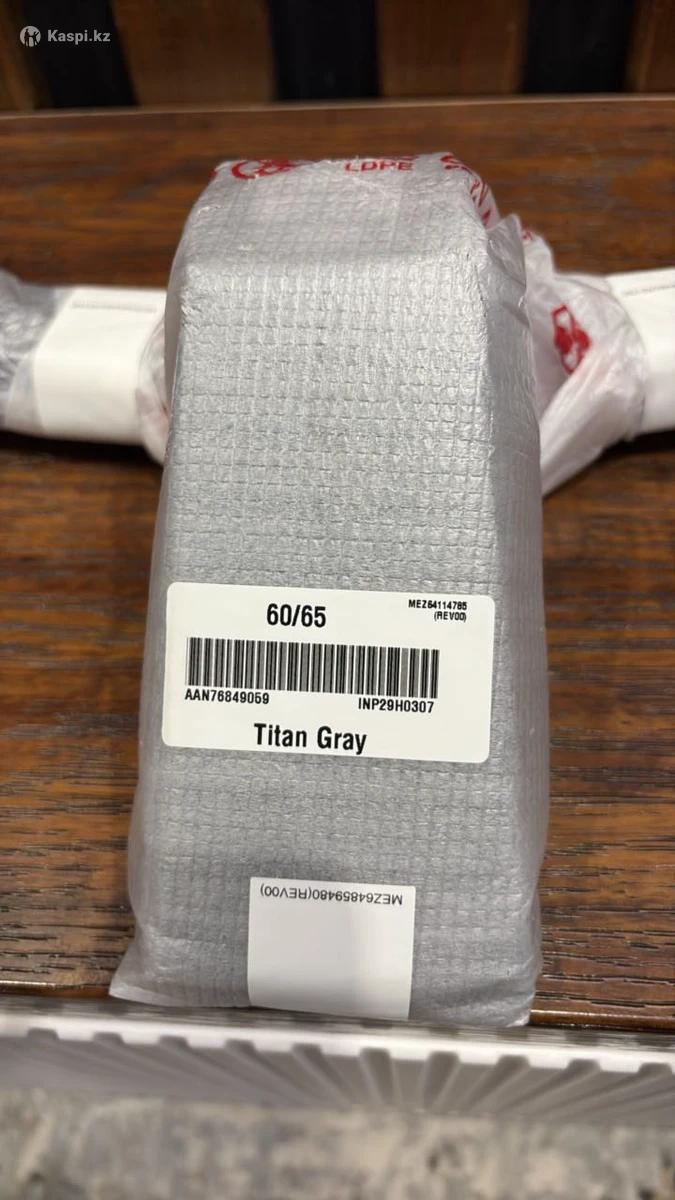 Kaspi.kz
LDPE
60/65
MEZ64114785
(REV00)
AAN76849059
INP29H0307
Titan Gray
MEZ64859480(REV00)